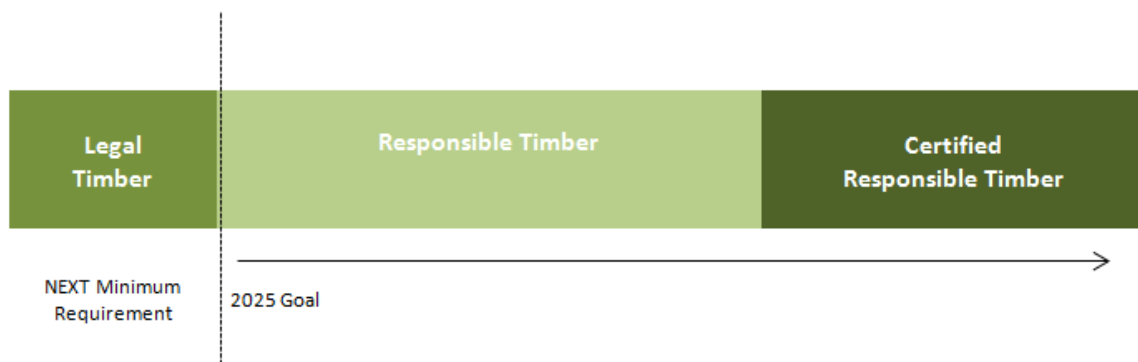 Legal
Timber
Responsible Timber
Certified
Responsible Timber
NEXT Minimum
Requirement
2025 Goal